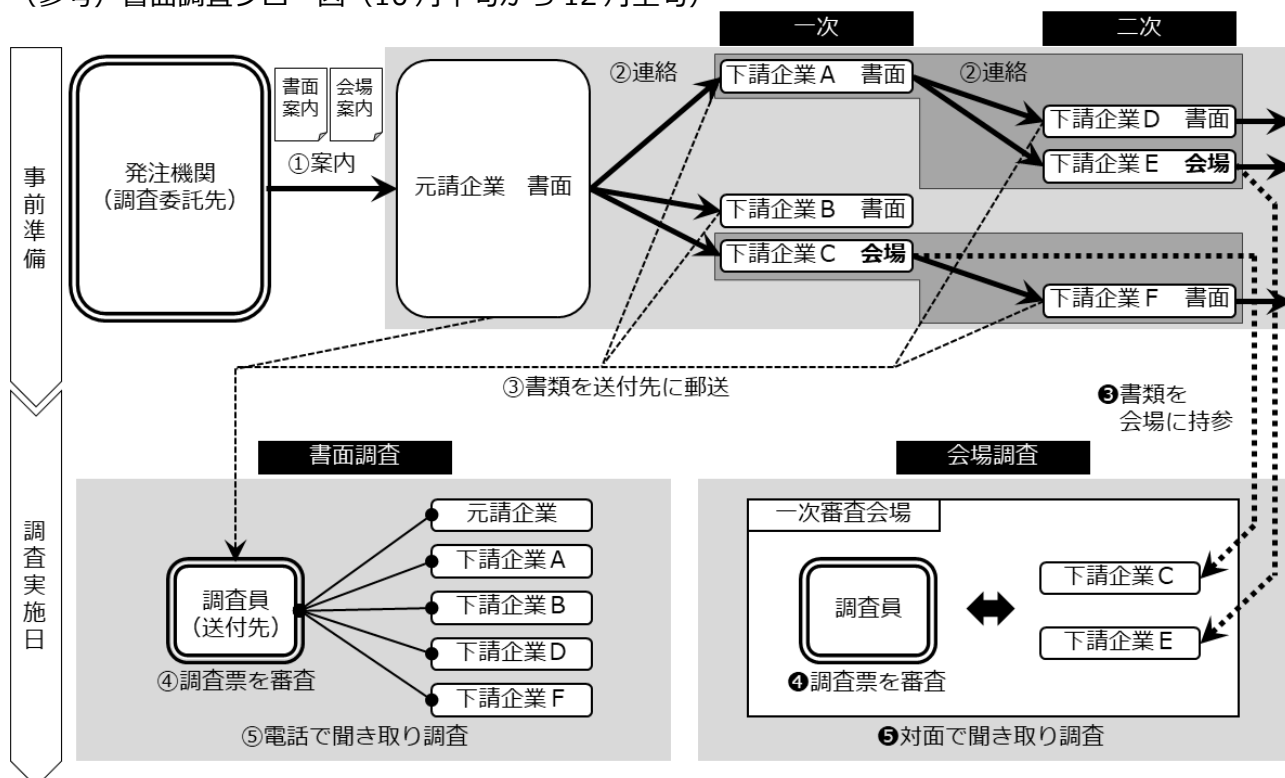 （参考）書面調査フロー図（10月下旬から12月上旬）
一次
二次
事前準備
発注機関
（調査委託先）
書面
案内
会場
案内
①案内
元請企業　書面
②連絡
下請企業Ａ　書面
②連絡
下請企業Ｄ　書面
下請企業Ｅ　会場
下請企業Ｂ　書面
下請企業Ｃ　会場
下請企業Ｆ　書面
③書類を送付先に郵送
❸書類を
会場に持参
調査実施日
書面調査
元請企業
下請企業Ａ
下請企業Ｂ
下請企業Ｄ
下請企業Ｆ
調査員
（送付先）
④調査票を審査
⑤電話で聞き取り調査
会場調査
一次審査会場
調査員
下請企業Ｃ
下請企業Ｅ
❹調査票を審査
❺対面で聞き取り調査